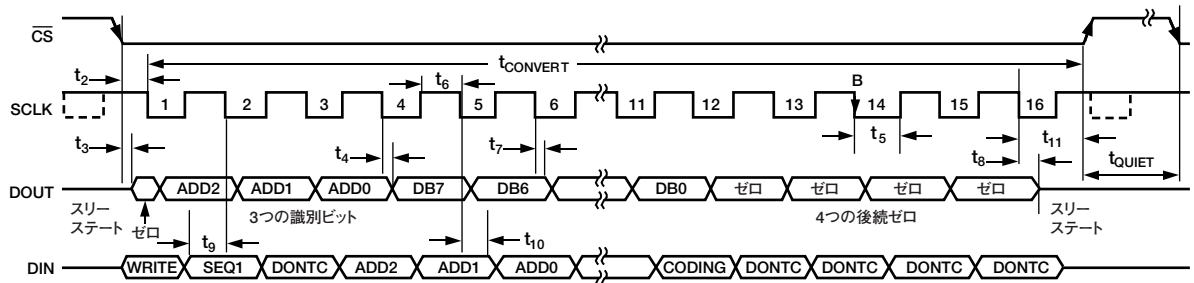 CS
tCONVERT
t2
t6
B
SCLK
1 2 3 4 5 6 11 12 13 14 15 16
t3
t4
t7
t5
t8
t11
tQUIET
DOUT
ADD2 ADD1 ADD0 DB7 DB6 DB0 ゼロ ゼロ ゼロ ゼロ
スリー
ステート
ゼロ
3つの識別ビット
4つの後続ゼロ
スリー
ステート
t9
t10
DIN
WRITE SEQ1 DONTC ADD2 ADD1 ADD0 CODING DONTC DONTC DONTC DONTC